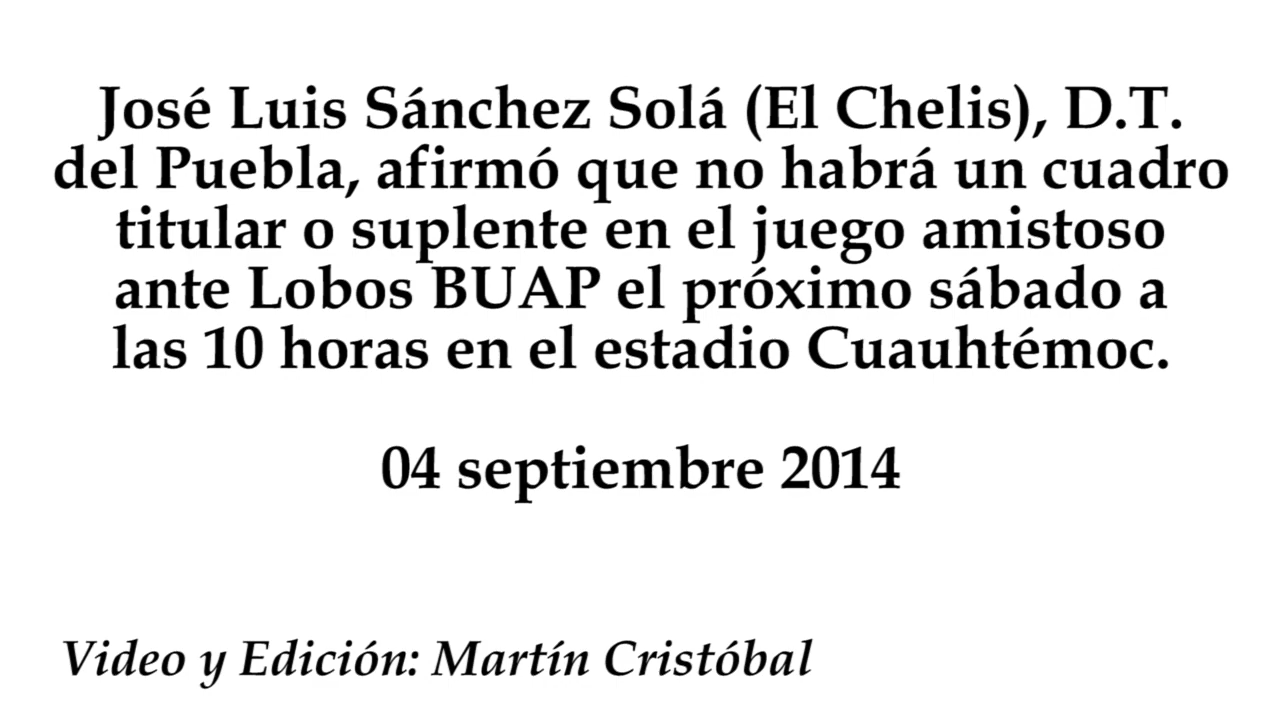 José Luis Sánchez Solá (El Chelis), D.T.
del Puebla, afirmó que no habrá un cuadro
titular o suplente en el juego amistoso
ante Lobos BUAP el próximo sábado a
las 10 horas en el estadio Cuauhtémoc.
04 septiembre 2014
Video y Edición: Martín Cristóbal